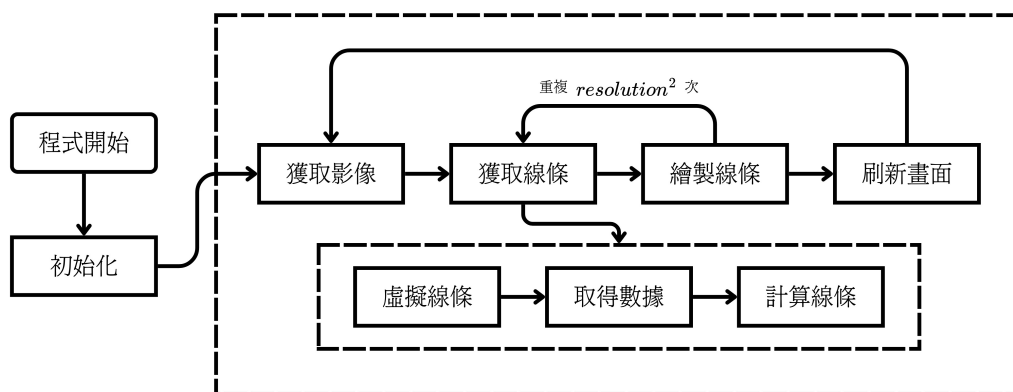 重複 resolution² 次
程式開始
獲取影像
獲取線條
繪製線條
刷新畫面
初始化
虛擬線條
取得數據
計算線條